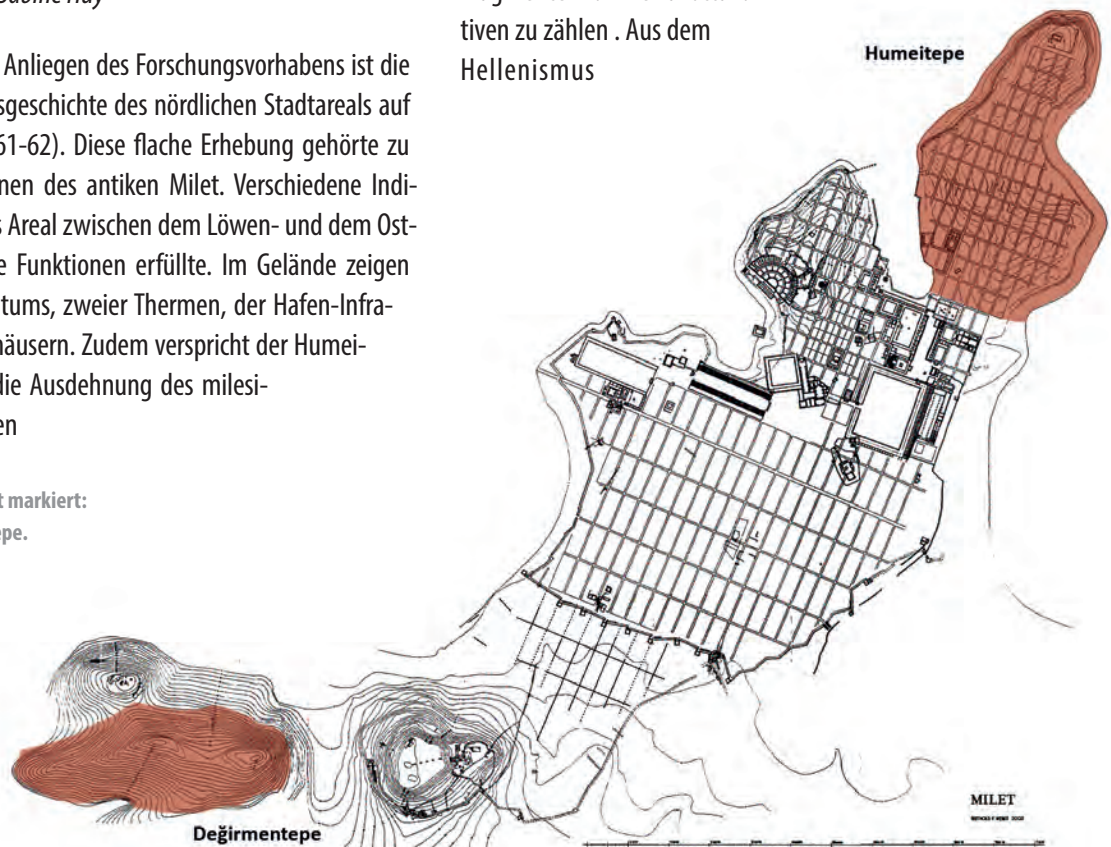 Anliegen des Forschungsvorhabens ist die
sgeschichte des nördlichen Stadtareals auf
61-62). Diese flache Erhebung gehörte zu
nen des antiken Milet. Verschiedene Indi-
s Areal zwischen dem Löwen- und dem Ost-
e Funktionen erfüllte. Im Gelände zeigen
tums, zweier Thermen, der Hafen-Infra-
häusern. Zudem verspricht der Humei-
die Ausdehnung des milesi-
en
t markiert:
epe.
tiven zu zählen . Aus dem
Hellenismus
Humeitepe
Değirmentepe
MILET